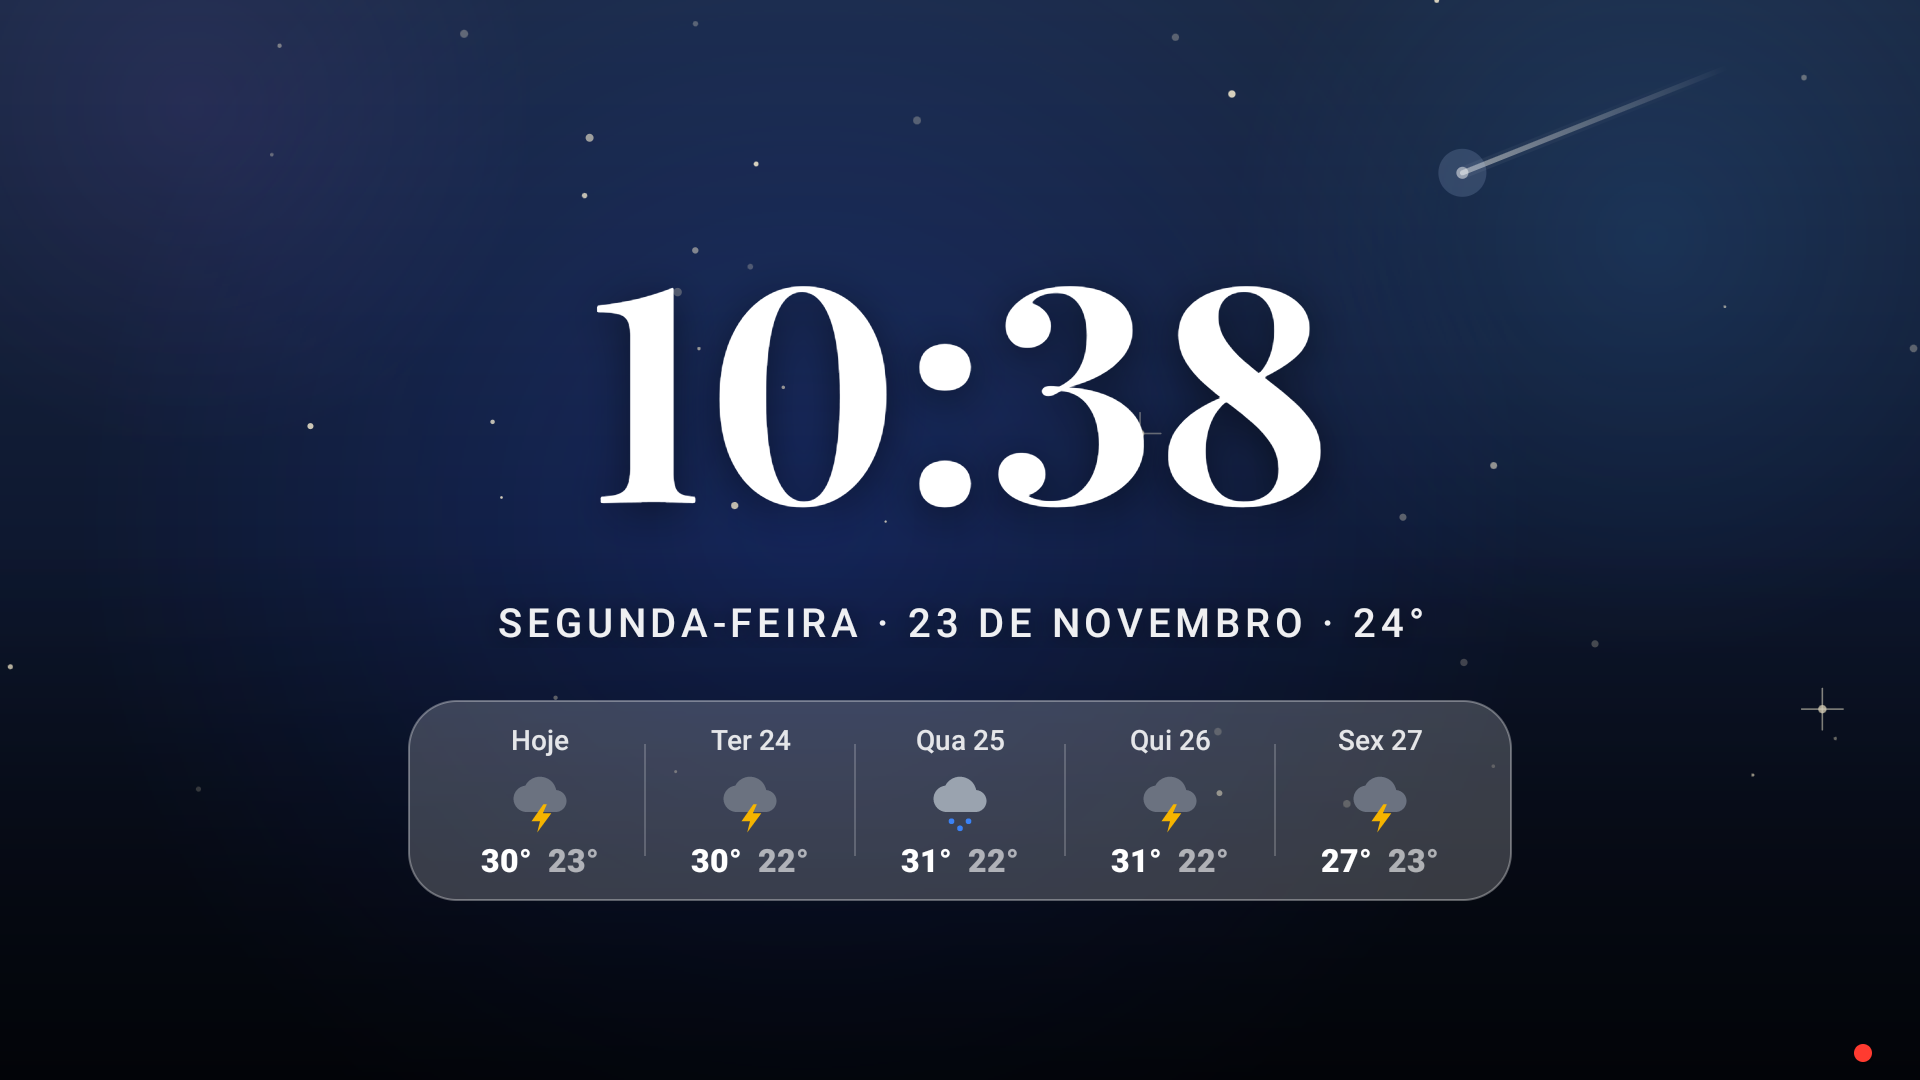 10:38
SEGUNDA-FEIRA · 23 DE NOVEMBRO · 24°
Hoje
30° 23°
Ter 24
30° 22°
Qua 25
31° 22°
Qui 26
31° 22°
Sex 27
27° 23°